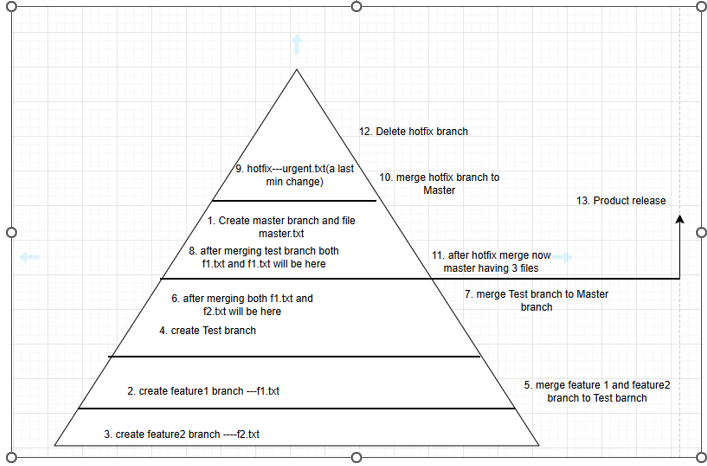 12. Delete hotfix branch
9. hotfix---urgent.txt(a last
min change)
10. merge hotfix branch to
Master
13. Product release
1. Create master branch and file
master.txt
8. after merging test branch both
f1.txt and f1.txt will be here
11. after hotfix merge now
master having 3 files
7. merge Test branch to Master
branch
6. after merging both f1.txt and
f2.txt will be here
4. create Test branch
5. merge feature 1 and feature2
branch to Test barnch
2. create feature1 branch ---f1.txt
3. create feature2 branch ----f2.txt